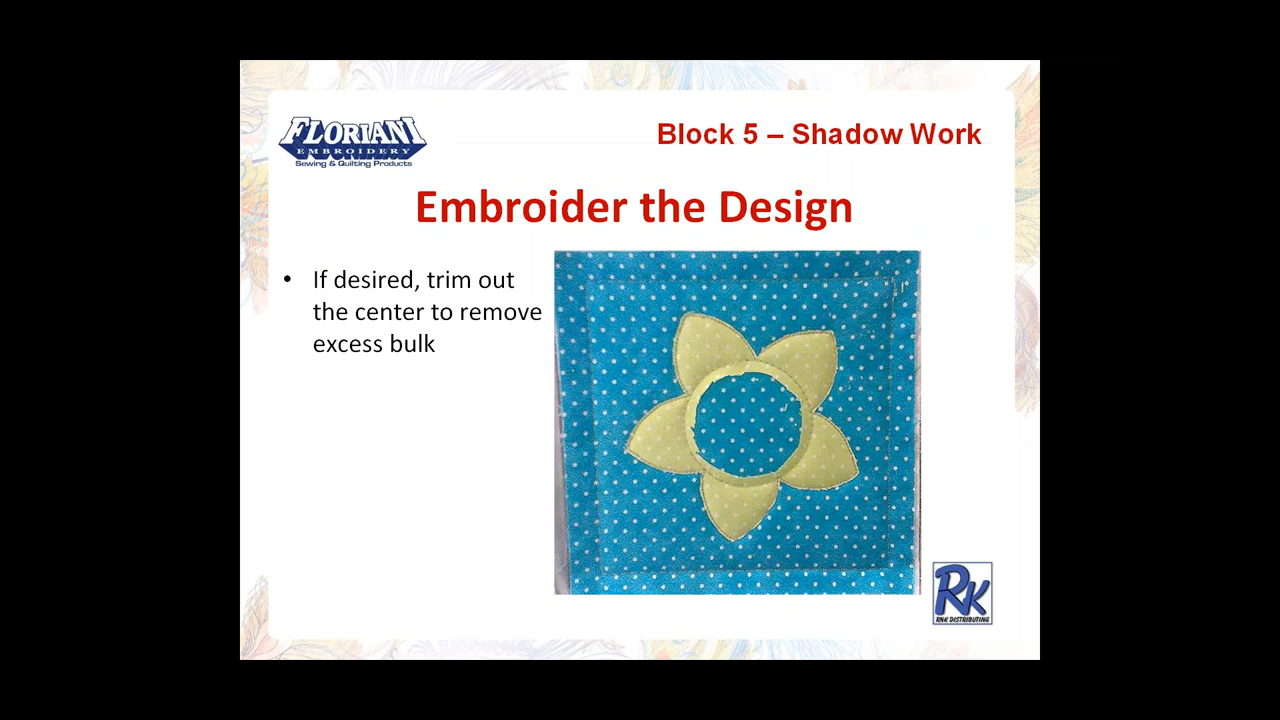 FLORIANI
EMBROIDERY
Sewing & Quilting Products
Block 5 – Shadow Work
Embroider the Design
• If desired, trim out
the center to remove
excess bulk
RK
RNK DISTRIBUTING